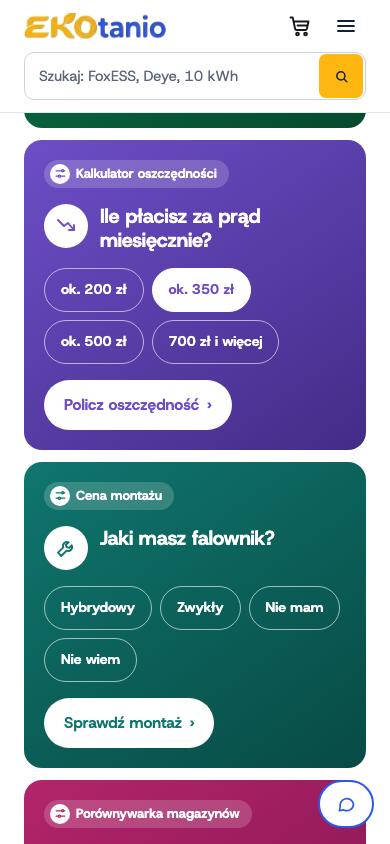 EKOtanio
Szukaj: FoxESS, Deye, 10 kWh
Kalkulator oszczędności
Ile płacisz za prąd
miesięcznie?
ok. 200 zł
ok. 350 zł
ok. 500 zł
700 zł i więcej
Policz oszczędność ›
Cena montażu
Jaki masz falownik?
Hybrydowy
Zwykły
Nie mam
Nie wiem
Sprawdź montaż ›
Porównywarka magazynów